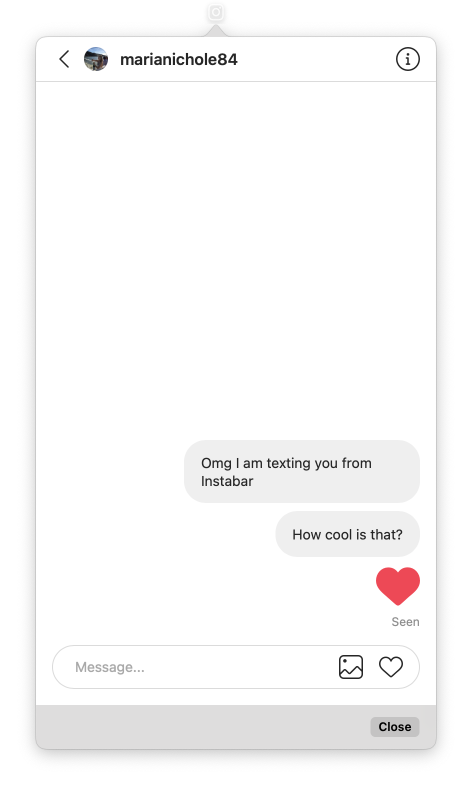 marianichole84
Omg I am texting you from
Instabar
How cool is that?
Seen
Message...
Close